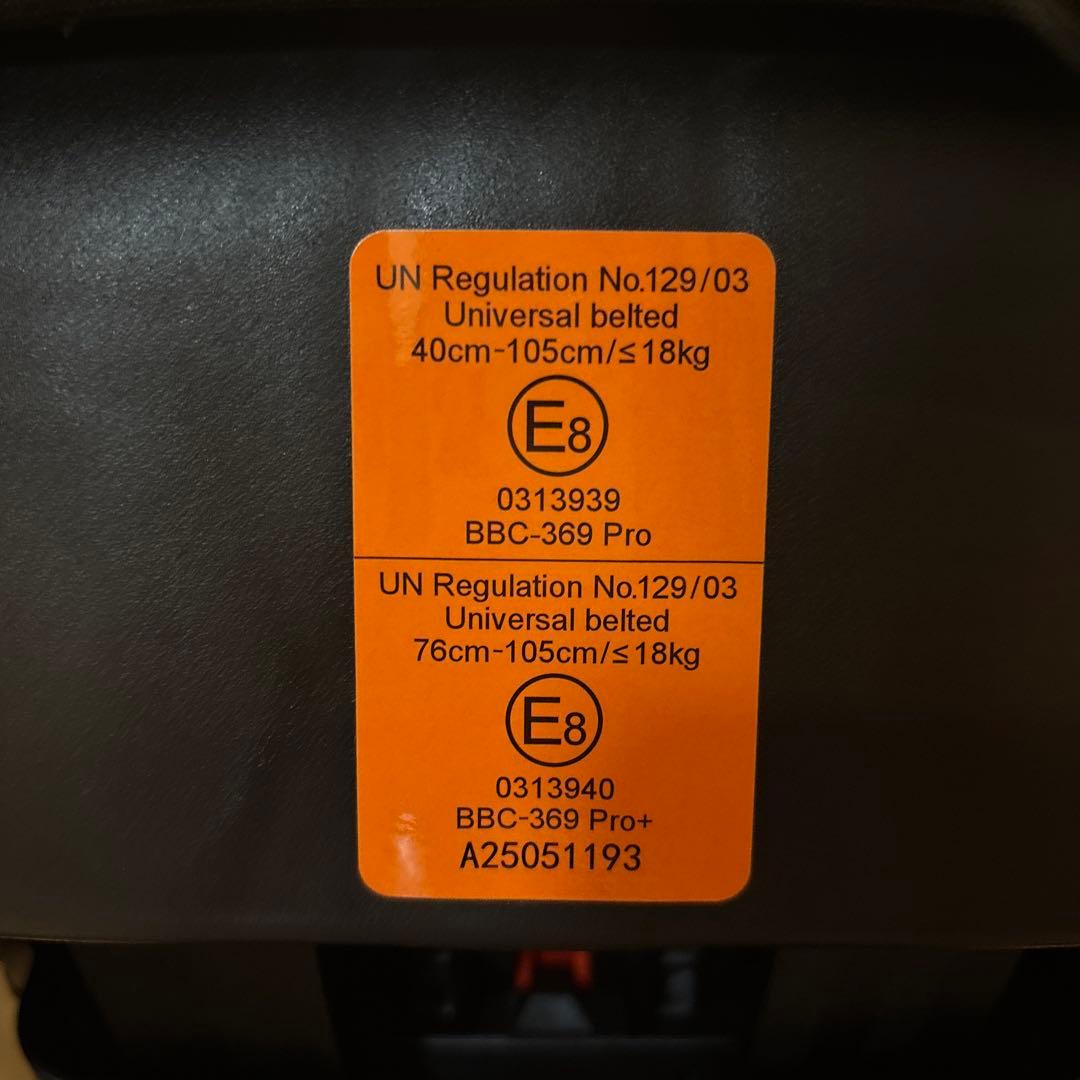 UN Regulation No.129/03
Universal belted
40cm-105cm/≤18kg
E8
0313939
BBC-369 Pro
UN Regulation No.129/03
Universal belted
76cm-105cm/≤18kg
E8
0313940
BBC-369 Pro+
A25051193